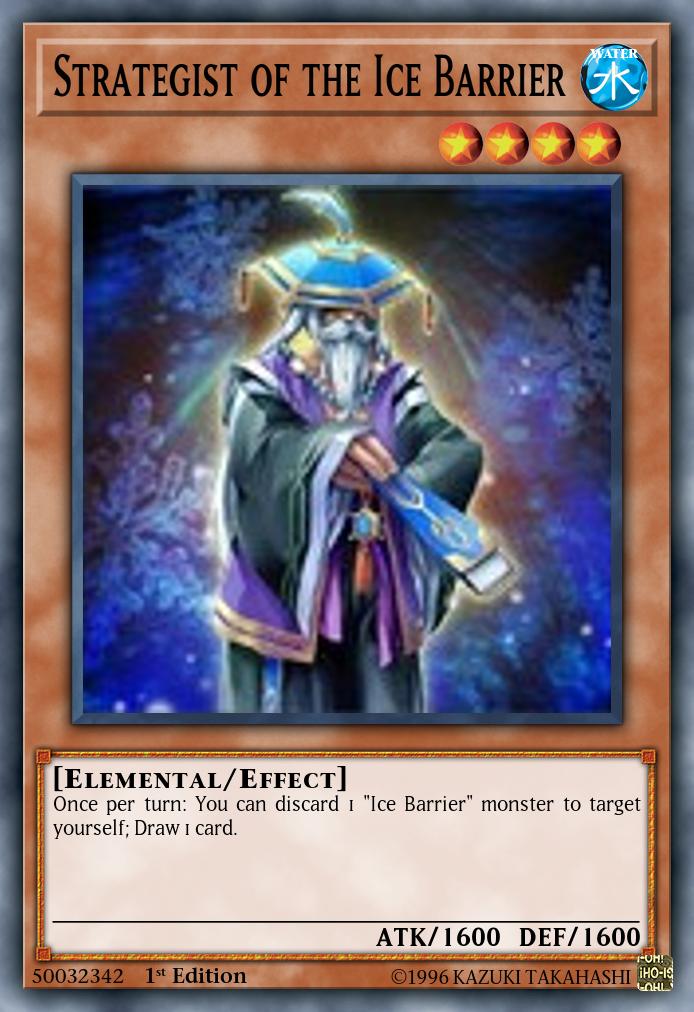 Strategist of the Ice Barrier
WATER
水
[Elemental/Effect]
Once per turn: You can discard 1 "Ice Barrier" monster to target
yourself; Draw 1 card.
ATK/1600 DEF/1600
50032342 1st Edition ©1996 KAZUKI TAKAHASHI